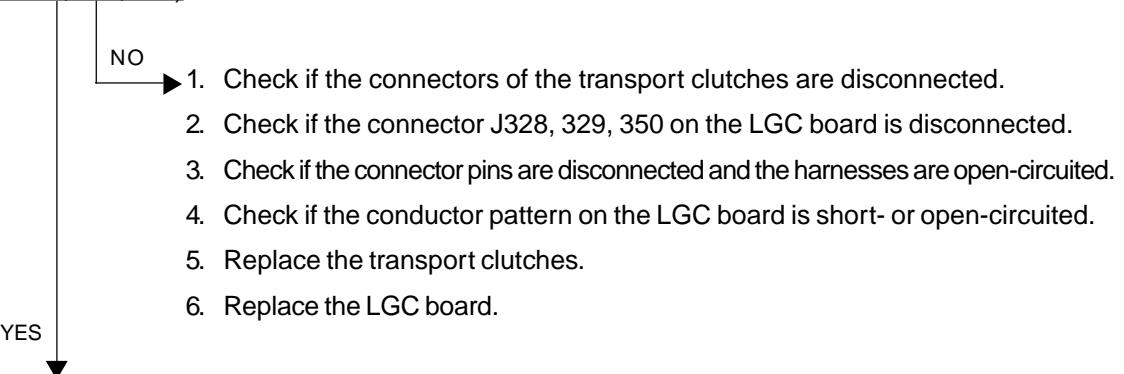 NO
1. Check if the connectors of the transport clutches are disconnected.
2. Check if the connector J328, 329, 350 on the LGC board is disconnected.
3. Check if the connector pins are disconnected and the harnesses are open-circuited.
4. Check if the conductor pattern on the LGC board is short- or open-circuited.
5. Replace the transport clutches.
6. Replace the LGC board.
YES